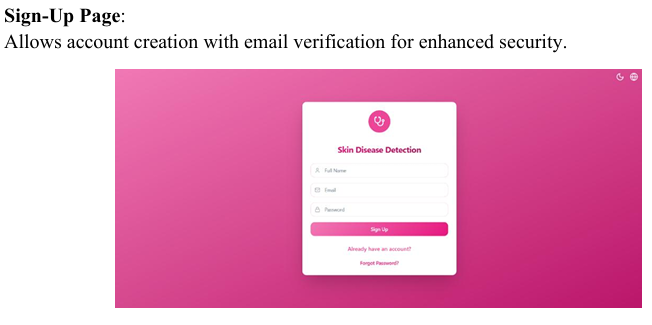 Sign-Up Page:
Allows account creation with email verification for enhanced security.
Skin Disease Detection
Full Name
Email
Password
Sign Up
Already have an account?
Forgot Password?